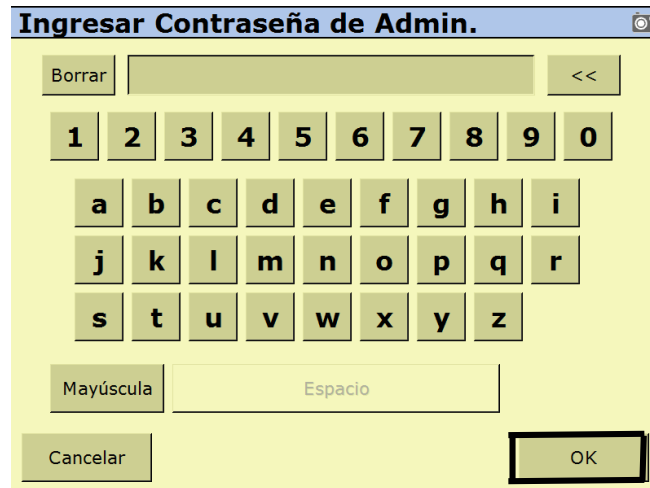 Ingresar Contraseña de Admin.
Borrar <<
1 2 3 4 5 6 7 8 9 0
a b c d e f g h i
j k l m n o p q r
s t u v w x y z
Mayúscula Espacio
Cancelar OK